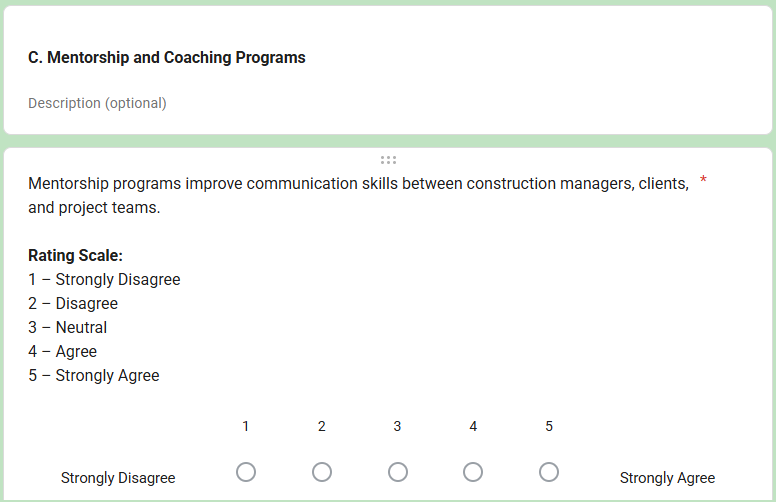 C. Mentorship and Coaching Programs
Description (optional)
Mentorship programs improve communication skills between construction managers, clients, *
and project teams.
Rating Scale:
1 – Strongly Disagree
2 – Disagree
3 – Neutral
4 – Agree
5 – Strongly Agree
1 2 3 4 5
Strongly Disagree Strongly Agree